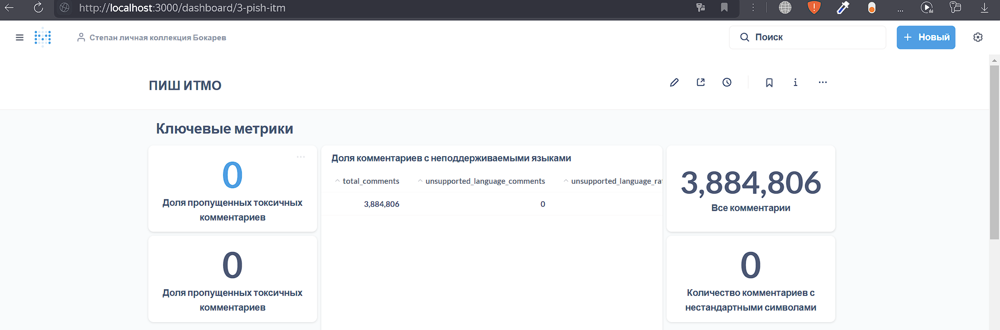 http://localhost:3000/dashboard/3-pish-itm
Степан личная коллекция Бокарев
Поиск
+ Новый
ПИШ ИТМО
Ключевые метрики
0
Доля пропущенных токсичных
комментариев
Доля комментариев с неподдерживаемыми языками
total_comments unsupported_language_comments unsupported_language_ra
3,884,806 0
3,884,806
Все комментарии
0
Доля пропущенных токсичных
комментариев
0
Количество комментариев с
нестандартными символами